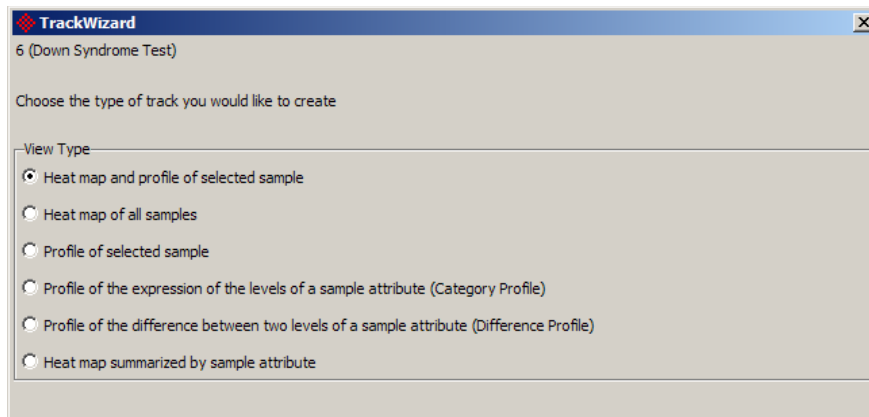 TrackWizard
6 (Down Syndrome Test)
Choose the type of track you would like to create
View Type
Heat map and profile of selected sample
Heat map of all samples
Profile of selected sample
Profile of the expression of the levels of a sample attribute (Category Profile)
Profile of the difference between two levels of a sample attribute (Difference Profile)
Heat map summarized by sample attribute